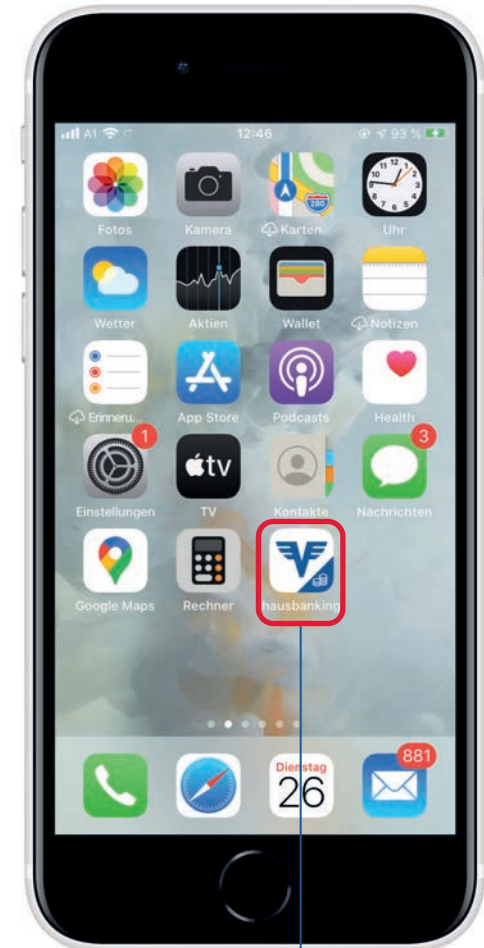 A1 12:46 93 %
Fotos Kamera Karten Uhr
Wetter Aktien Wallet Notizen
Erinneru... App Store Podcasts Health
1 3
tv
Einstellungen TV Kontakte Nachrichten
Google Maps Rechner hausbanking
Dienstag 881
26